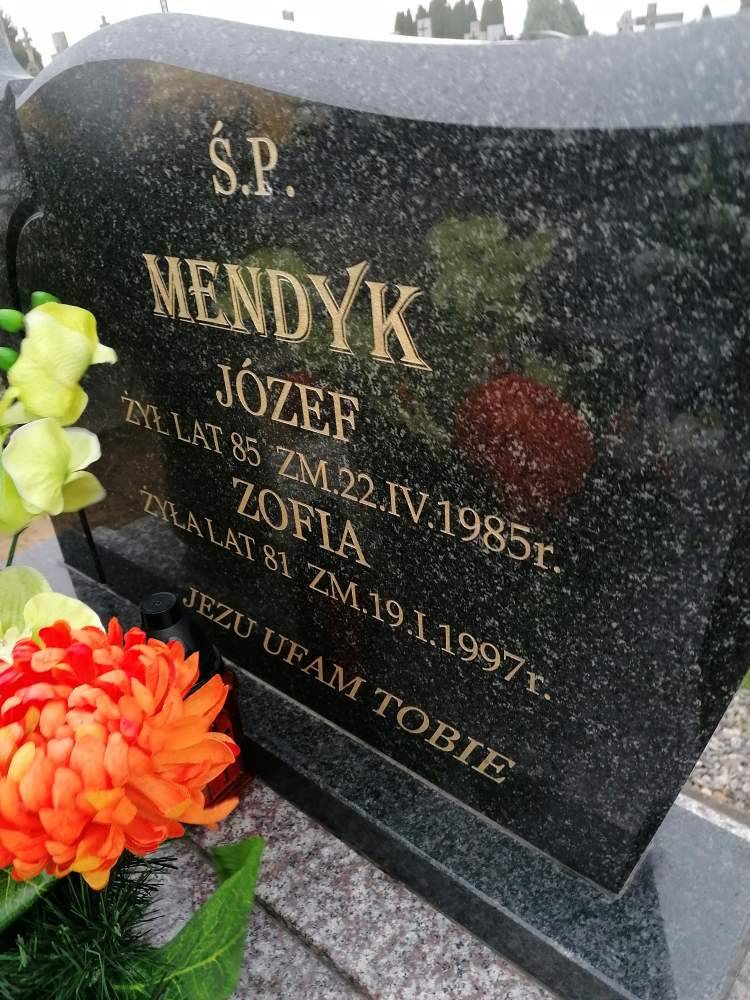 Ś.P.
MENDYK
JÓZEF
ŻYŁ LAT 85 ZM.22.IV.1985r.
ZOFIA
ŻYŁA LAT 81 ZM.19.I.1997r.
JEZU UFAM TOBIE